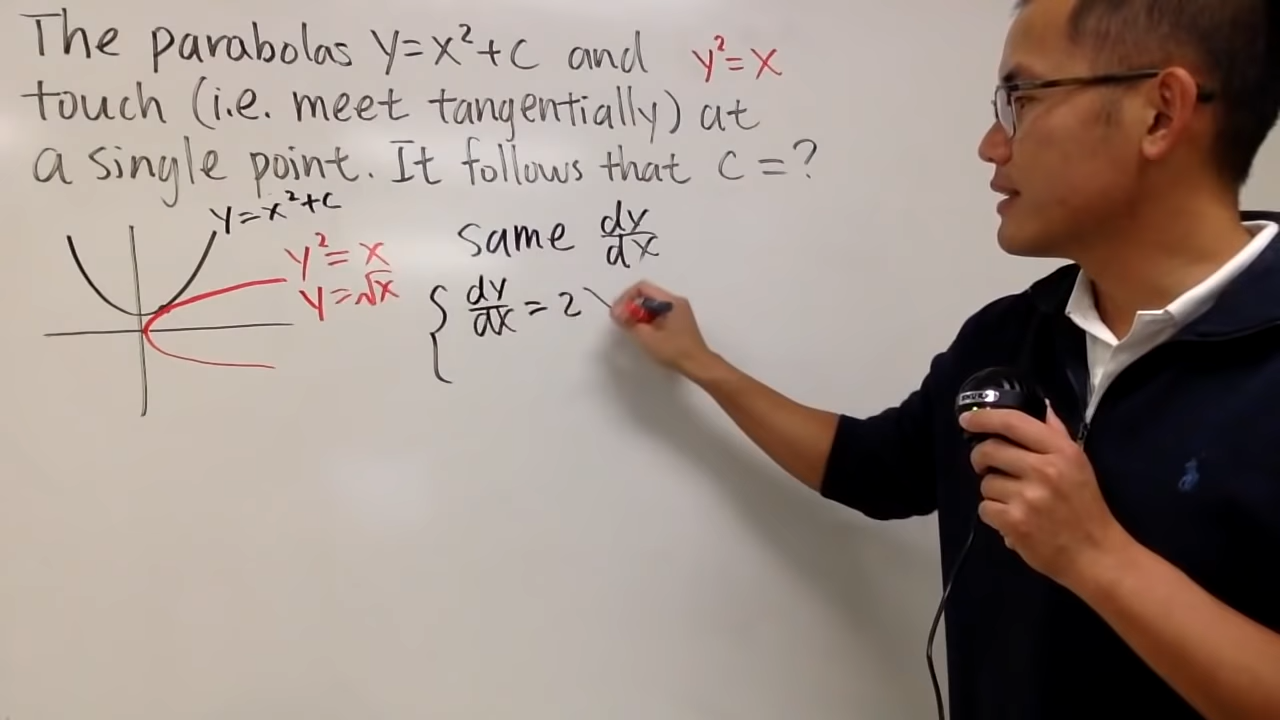 The parabolas y=x²+c and y²=x
touch (i.e. meet tangentially) at
a single point. It follows that c=?
y=x²+c
y²=x
y=√x
same dy/dx
{ dy/dx = 2